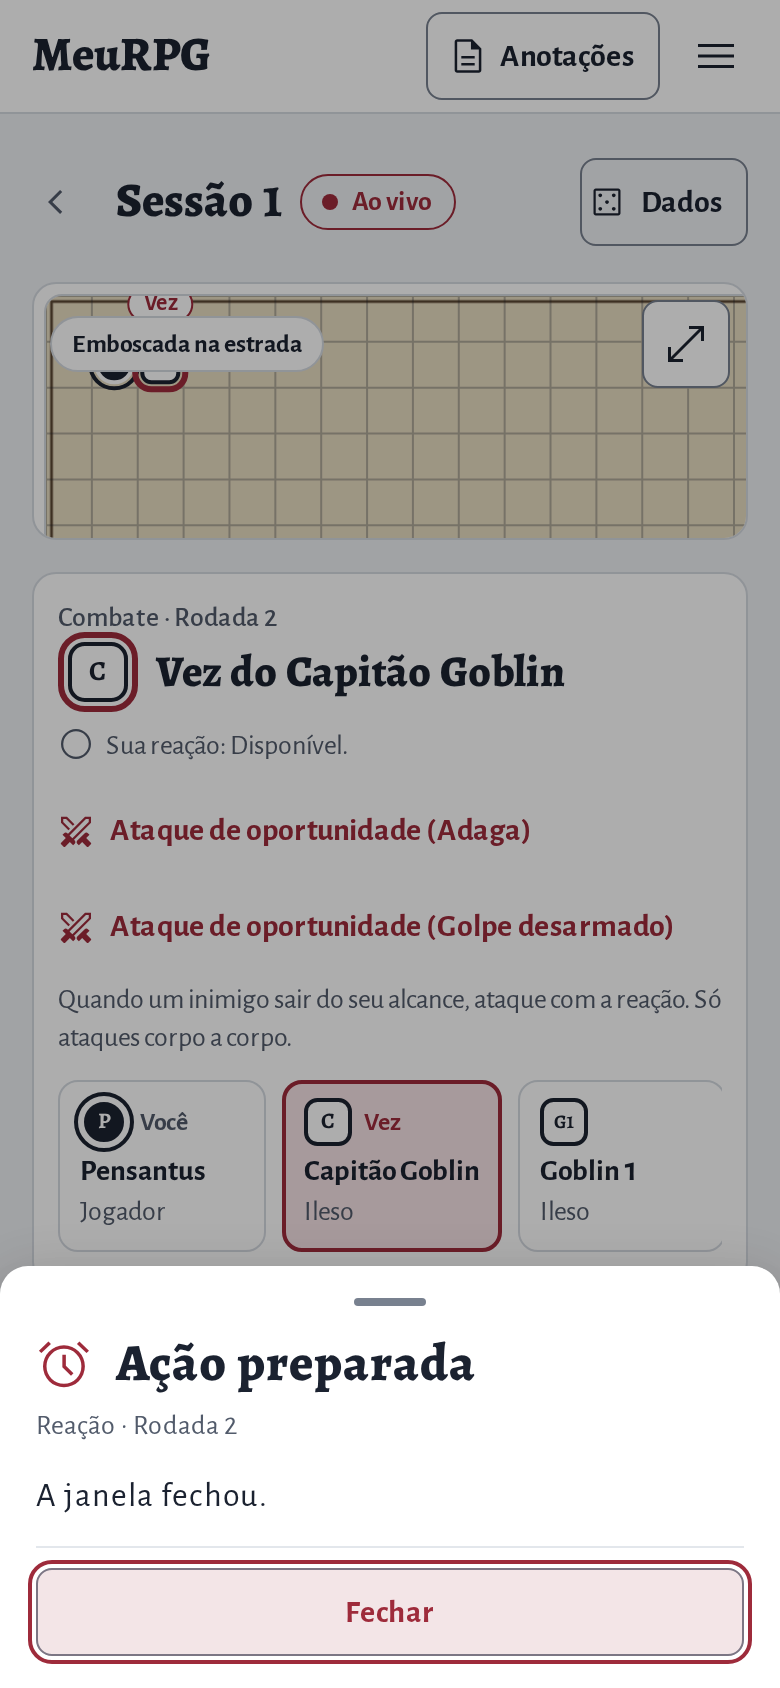 MeuRPG
Anotações
Sessão 1
Ao vivo
Dados
Vez
Emboscada na estrada
Combate · Rodada 2
C
Vez do Capitão Goblin
Sua reação: Disponível.
Ataque de oportunidade (Adaga)
Ataque de oportunidade (Golpe desarmado)
Quando um inimigo sair do seu alcance, ataque com a reação. Só
ataques corpo a corpo.
P Você
Pensantus
Jogador
C Vez
Capitão Goblin
Ileso
G1
Goblin 1
Ileso
Ação preparada
Reação · Rodada 2
A janela fechou.
Fechar